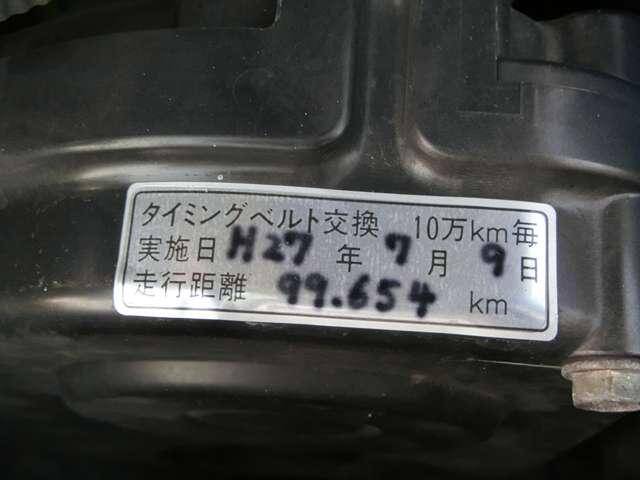 タイミングベルト交換 10万km毎
実施日 H27 年 7 月 9 日
走行距離 99.654 km